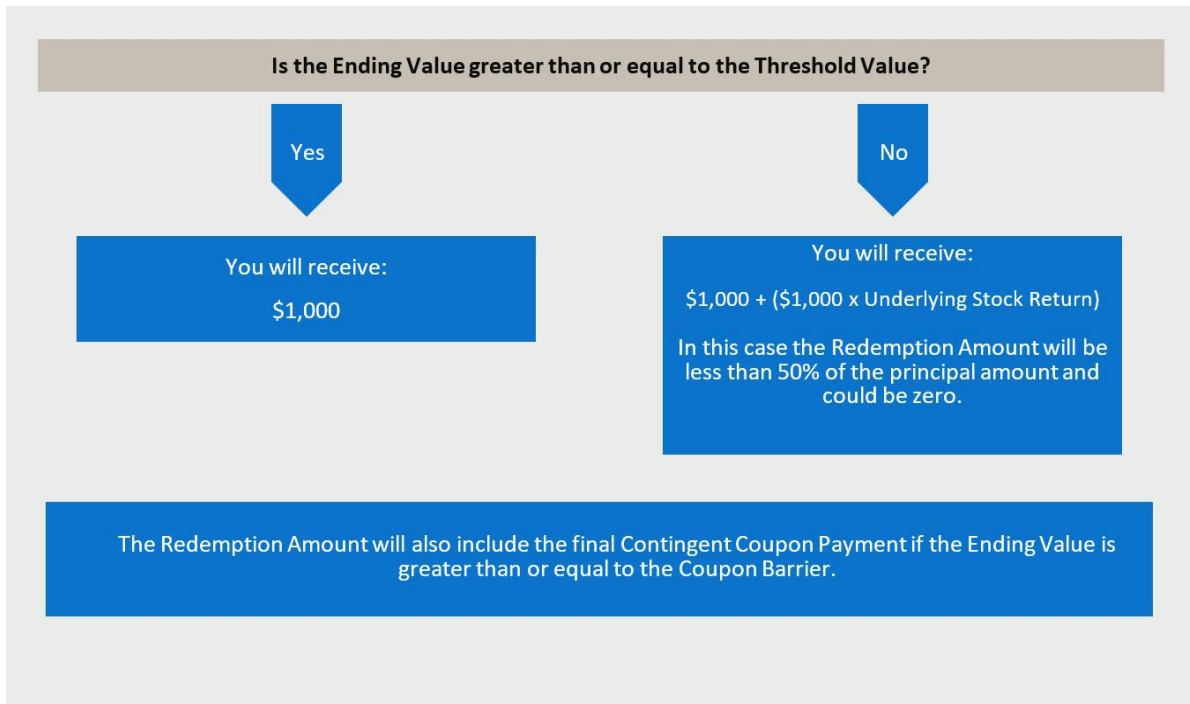 Is the Ending Value greater than or equal to the Threshold Value?
Yes
No
You will receive:
$1,000
You will receive:
$1,000 + ($1,000 x Underlying Stock Return)
In this case the Redemption Amount will be
less than 50% of the principal amount and
could be zero.
The Redemption Amount will also include the final Contingent Coupon Payment if the Ending Value is
greater than or equal to the Coupon Barrier.